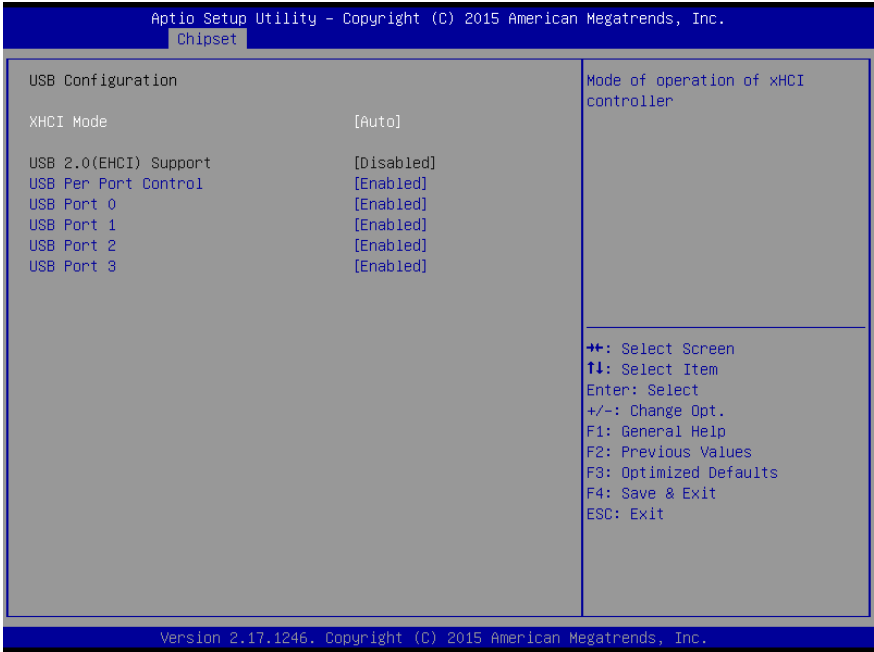 Aptio Setup Utility – Copyright (C) 2015 American Megatrends, Inc.
Chipset
USB Configuration
XHCI Mode [Auto]
USB 2.0(EHCI) Support [Disabled]
USB Per Port Control [Enabled]
USB Port 0 [Enabled]
USB Port 1 [Enabled]
USB Port 2 [Enabled]
USB Port 3 [Enabled]
Mode of operation of xHCI
controller
→←: Select Screen
↑↓: Select Item
Enter: Select
+/-: Change Opt.
F1: General Help
F2: Previous Values
F3: Optimized Defaults
F4: Save & Exit
ESC: Exit
Version 2.17.1246. Copyright (C) 2015 American Megatrends, Inc.